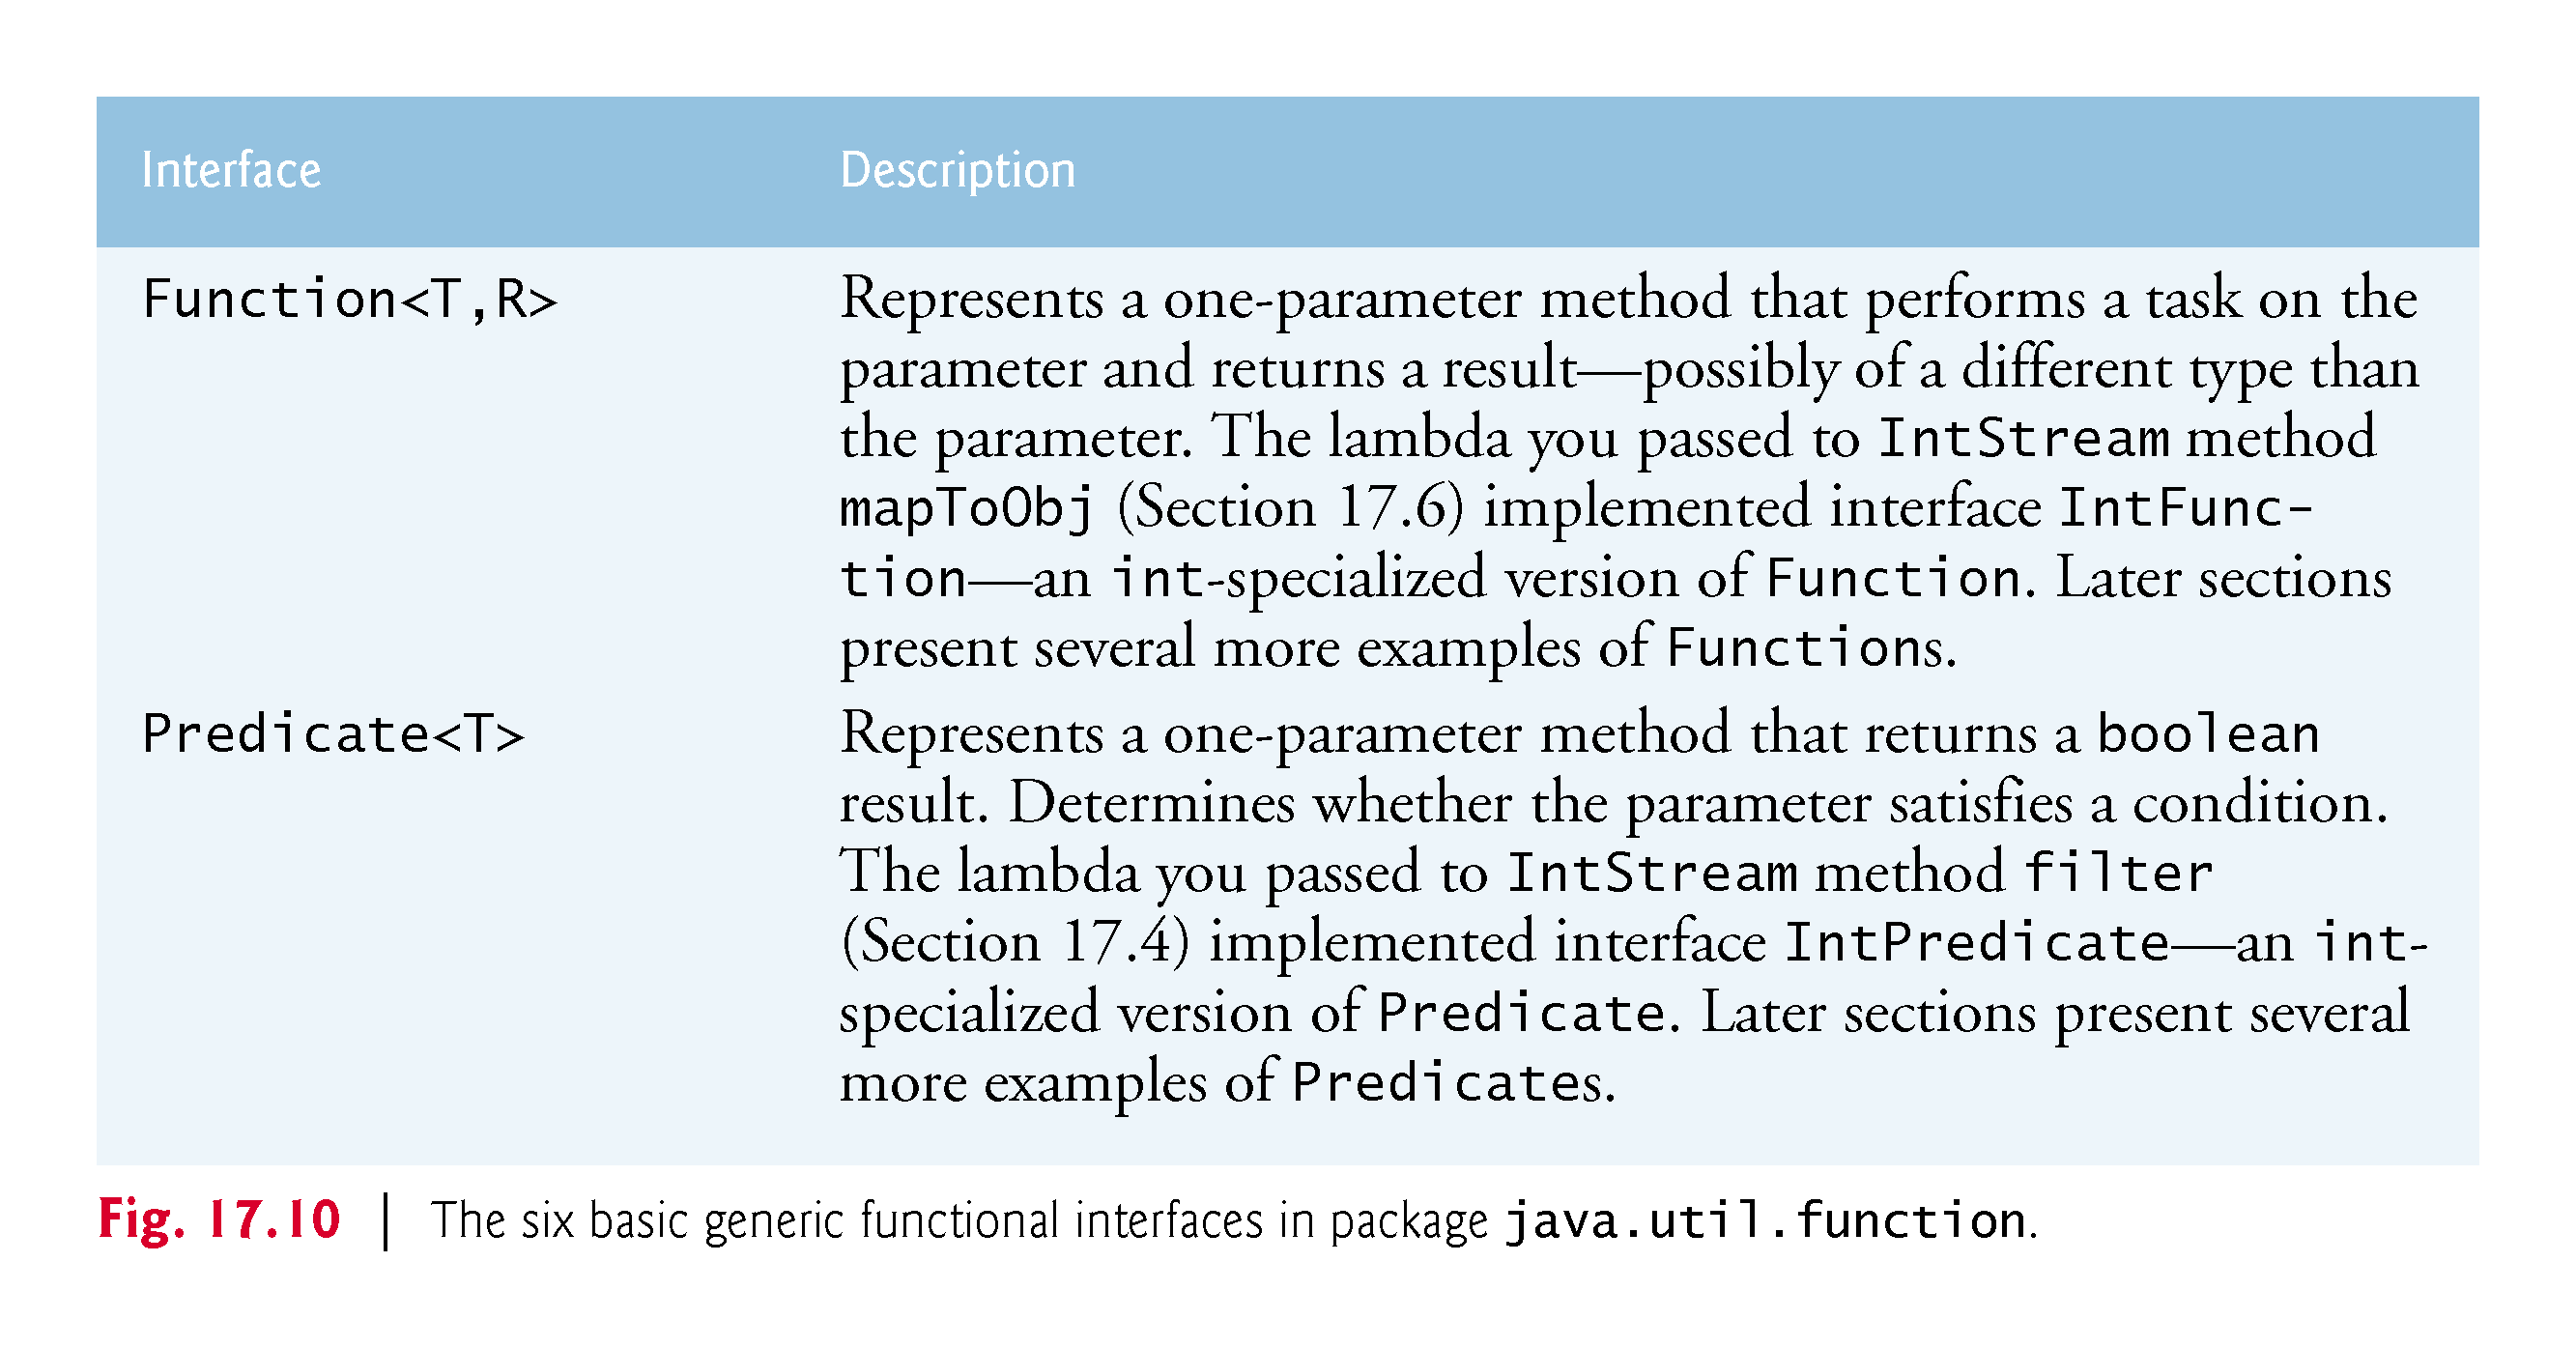 Interface Description
Function<T,R> Represents a one-parameter method that performs a task on the
parameter and returns a result—possibly of a different type than
the parameter. The lambda you passed to IntStream method
mapToObj (Section 17.6) implemented interface IntFunc-
tion—an int-specialized version of Function. Later sections
present several more examples of Functions.
Predicate<T> Represents a one-parameter method that returns a boolean
result. Determines whether the parameter satisfies a condition.
The lambda you passed to IntStream method filter
(Section 17.4) implemented interface IntPredicate—an int-
specialized version of Predicate. Later sections present several
more examples of Predicates.
Fig. 17.10 | The six basic generic functional interfaces in package java.util.function.